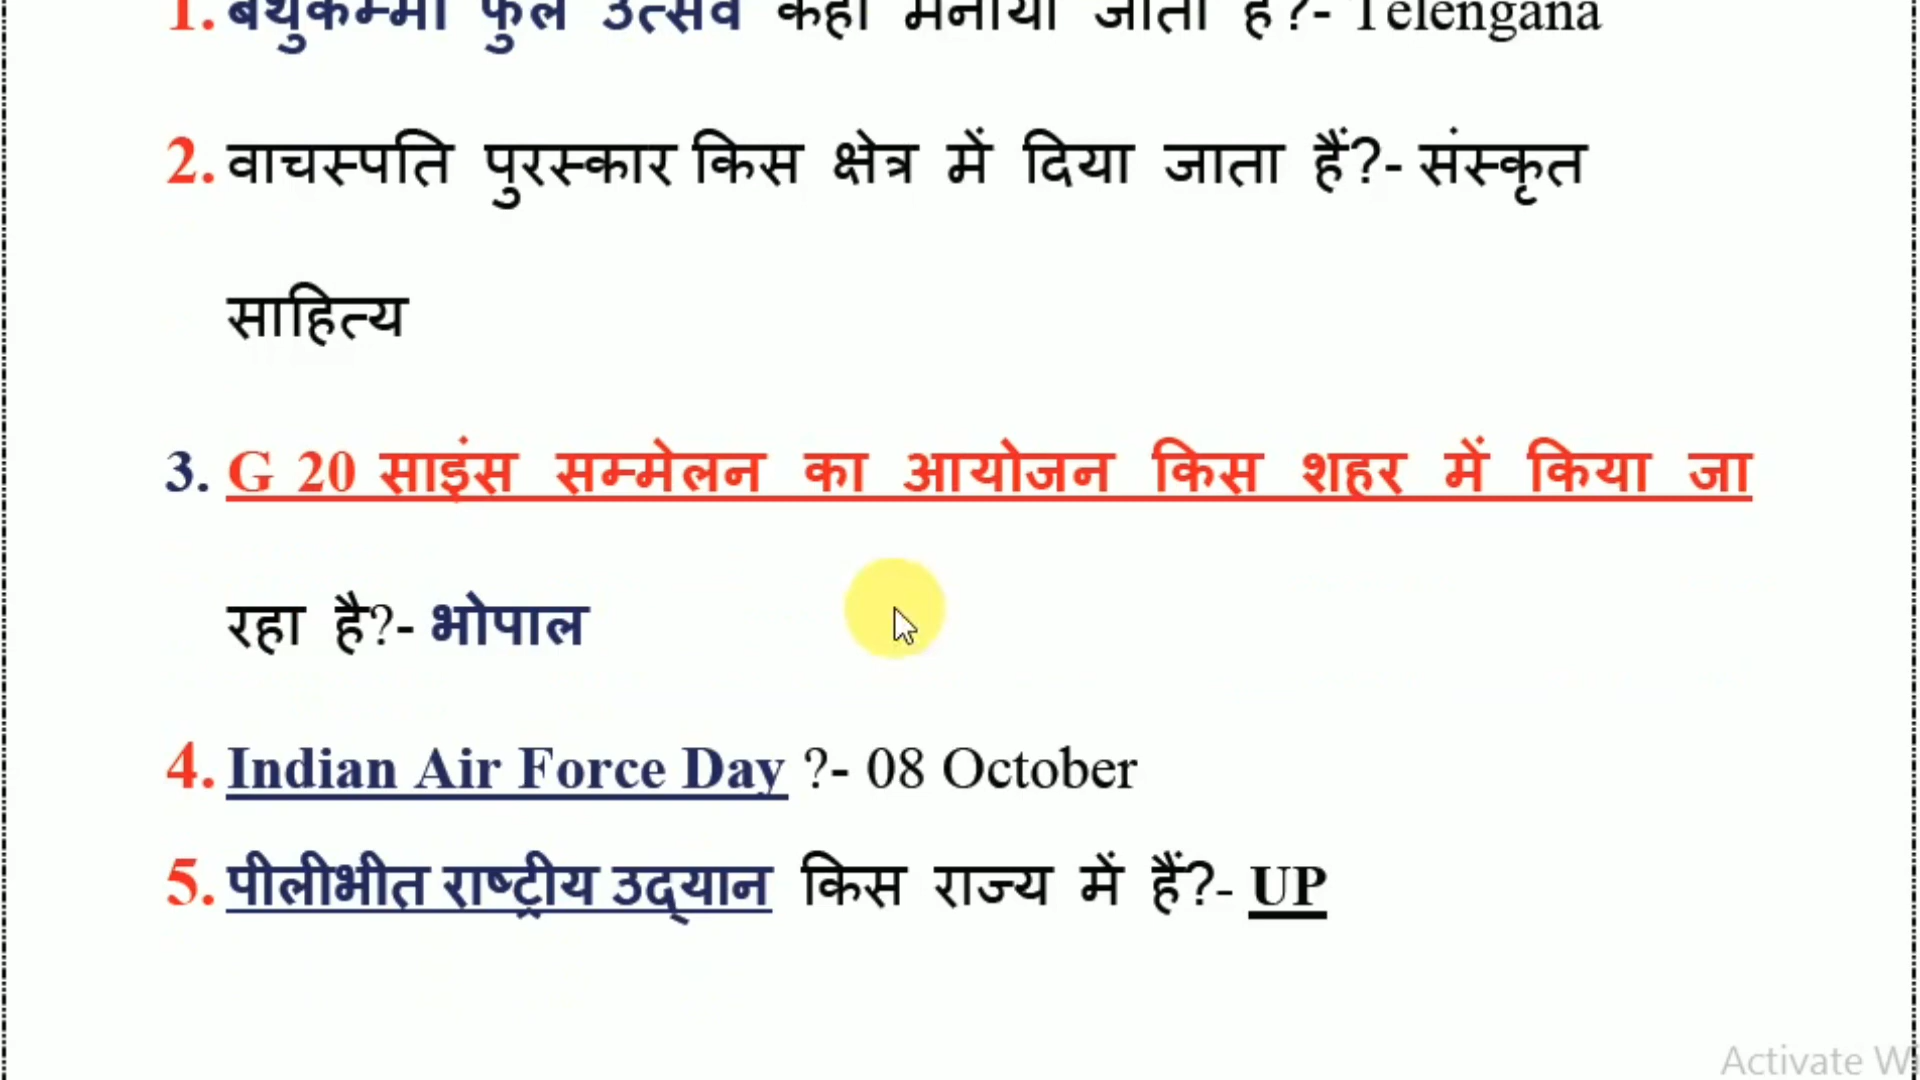 1. बथुकम्मा फुल उत्सव कहाँ मनाया जाता है?- Telengana
2. वाचस्पति पुरस्कार किस क्षेत्र में दिया जाता हैं?- संस्कृत
साहित्य
3. G 20 साइंस सम्मेलन का आयोजन किस शहर में किया जा
रहा है?- भोपाल
4. Indian Air Force Day ?- 08 October
5. पीलीभीत राष्ट्रीय उद्यान किस राज्य में हैं?- UP
Activate